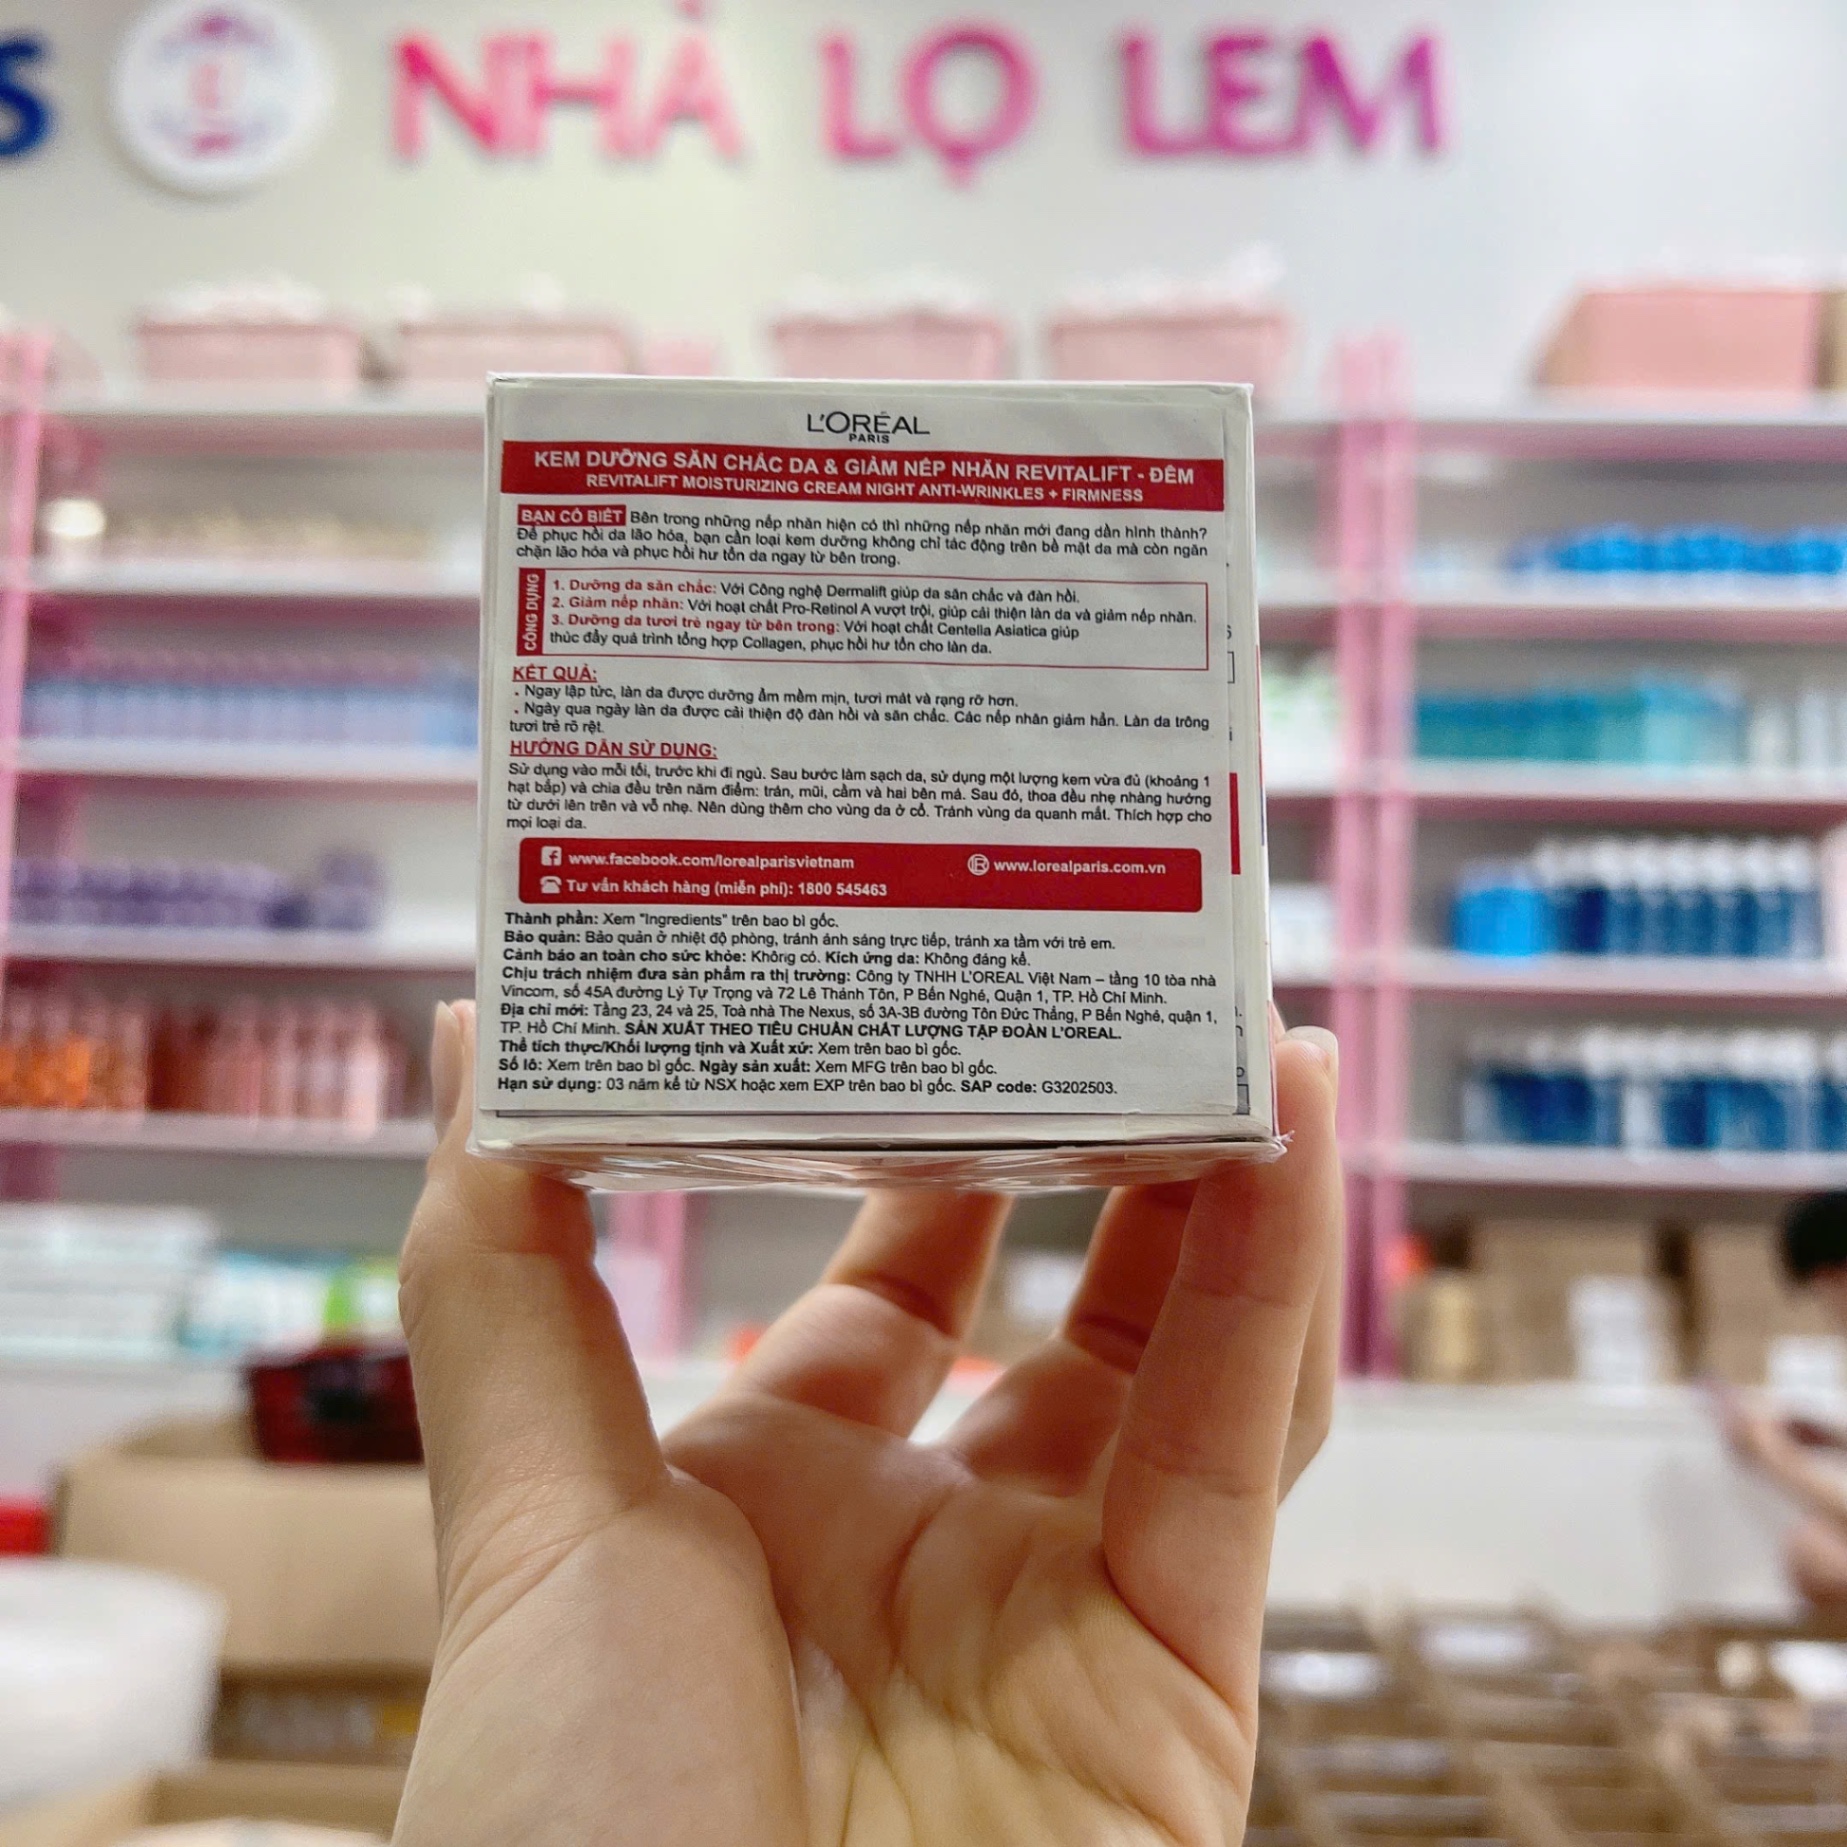 S
NHÀ LỌ LEM
L'ORÉAL
PARIS
KEM DƯỠNG SĂN CHẮC DA & GIẢM NẾP NHĂN REVITALIFT - ĐÊM
REVITALIFT MOISTURIZING CREAM NIGHT ANTI-WRINKLES + FIRMNESS
BẠN CÓ BIẾT Bên trong những nếp nhăn hiện có thì những nếp nhăn mới đang dần hình thành?
Để phục hồi da lão hóa, bạn cần loại kem dưỡng không chỉ tác động trên bề mặt da mà còn ngăn
chặn lão hóa và phục hồi hư tổn da ngay từ bên trong.
CÔNG DỤNG
1. Dưỡng da săn chắc: Với Công nghệ Dermalift giúp da săn chắc và đàn hồi.
2. Giảm nếp nhăn: Với hoạt chất Pro-Retinol A vượt trội, giúp cải thiện làn da và giảm nếp nhăn.
3. Dưỡng da tươi trẻ ngay từ bên trong: Với hoạt chất Centella Asiatica giúp
thúc đẩy quá trình tổng hợp Collagen, phục hồi hư tổn cho làn da.
KẾT QUẢ:
. Ngay lập tức, làn da được dưỡng ẩm mềm mịn, tươi mát và rạng rỡ hơn.
. Ngày qua ngày làn da được cải thiện độ đàn hồi và săn chắc. Các nếp nhăn giảm hẳn. Làn da trông
tươi trẻ rõ rệt.
HƯỚNG DẪN SỬ DỤNG:
Sử dụng vào mỗi tối, trước khi đi ngủ. Sau bước làm sạch da, sử dụng một lượng kem vừa đủ (khoảng 1
hạt bắp) và chia đều trên năm điểm: trán, mũi, cằm và hai bên má. Sau đó, thoa đều nhẹ nhàng hướng
từ dưới lên trên và vỗ nhẹ. Nên dùng thêm cho vùng da ở cổ. Tránh vùng da quanh mắt. Thích hợp cho
mọi loại da.
www.facebook.com/lorealparisvietnam www.lorealparis.com.vn
Tư vấn khách hàng (miễn phí): 1800 545463
Thành phần: Xem "Ingredients" trên bao bì gốc.
Bảo quản: Bảo quản ở nhiệt độ phòng, tránh ánh sáng trực tiếp, tránh xa tầm với trẻ em.
Cảnh báo an toàn cho sức khỏe: Không có. Kích ứng da: Không đáng kể.
Chịu trách nhiệm đưa sản phẩm ra thị trường: Công ty TNHH L'OREAL Việt Nam – tầng 10 tòa nhà
Vincom, số 45A đường Lý Tự Trọng và 72 Lê Thánh Tôn, P Bến Nghé, Quận 1, TP. Hồ Chí Minh.
Địa chỉ mới: Tầng 23, 24 và 25, Toà nhà The Nexus, số 3A-3B đường Tôn Đức Thắng, P Bến Nghé, quận 1,
TP. Hồ Chí Minh. SẢN XUẤT THEO TIÊU CHUẨN CHẤT LƯỢNG TẬP ĐOÀN L'OREAL.
Thể tích thực/Khối lượng tịnh và Xuất xứ: Xem trên bao bì gốc.
Số lô: Xem trên bao bì gốc. Ngày sản xuất: Xem MFG trên bao bì gốc.
Hạn sử dụng: 03 năm kể từ NSX hoặc xem EXP trên bao bì gốc. SAP code: G3202503.